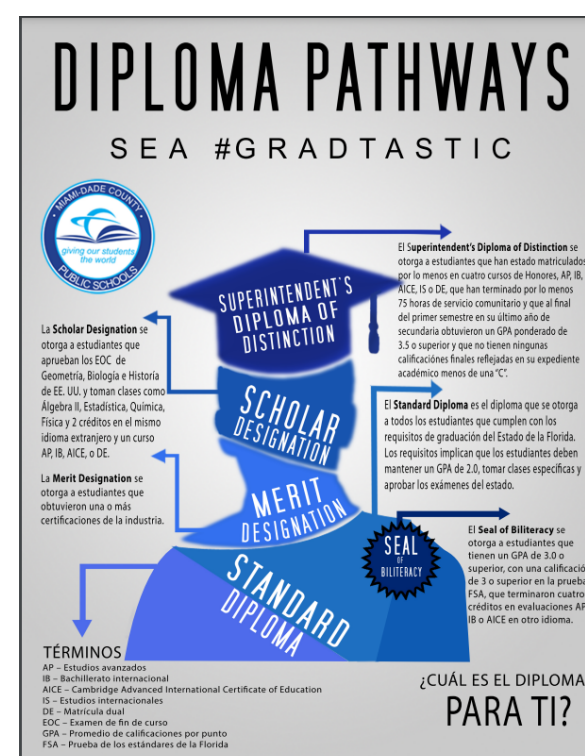 DIPLOMA PATHWAYS
SEA #GRADTASTIC
MIAMI-DADE COUNTY
giving our students
the world
PUBLIC SCHOOLS
El Superintendent's Diploma of Distinction se
otorga a estudiantes que han estado matriculados
por lo menos en cuatro cursos de Honores, AP, IB,
AICE, IS o DE, que han terminado por lo menos
75 horas de servicio comunitario y que al final
del primer semestre en su último año de
secundaria obtuvieron un GPA ponderado de
3.5 o superior y que no tienen ningunas
calificaciónes finales reflejadas en su expediente
académico menos de una "C".
SUPERINTENDENT'S
DIPLOMA OF
DISTINCTION
La Scholar Designation se
otorga a estudiantes que
aprueban los EOC de
Geometría, Biología e Historía
de EE. UU. y toman clases como
Álgebra II, Estadística, Química,
Física y 2 créditos en el mismo
idioma extranjero y un curso
AP, IB, AICE, o DE.
SCHOLAR
DESIGNATION
El Standard Diploma es el diploma que se otorga
a todos los estudiantes que cumplen con los
requisitos de graduación del Estado de la Florida.
Los requisitos implican que los estudiantes deben
mantener un GPA de 2.0, tomar clases específicas y
aprobar los exámenes del estado.
La Merit Designation se
otorga a estudiantes que
obtuvieron una o más
certificaciones de la industria.
MERIT
DESIGNATION
SEAL
OF
BILITERACY
El Seal of Biliteracy se
otorga a estudiantes que
tienen un GPA de 3.0 o
superior, con una calificació
de 3 o superior en la prueba
FSA, que terminaron cuatro
créditos en evaluaciones AP
IB o AICE en otro idioma.
STANDARD
DIPLOMA
TÉRMINOS
AP – Estudios avanzados
IB – Bachillerato internacional
AICE – Cambridge Advanced International Certificate of Education
IS – Estudios internacionales
DE – Matrícula dual
EOC – Examen de fin de curso
GPA – Promedio de calificaciones por punto
FSA – Prueba de los estándares de la Florida
¿CUÁL ES EL DIPLOMA
PARA TI?